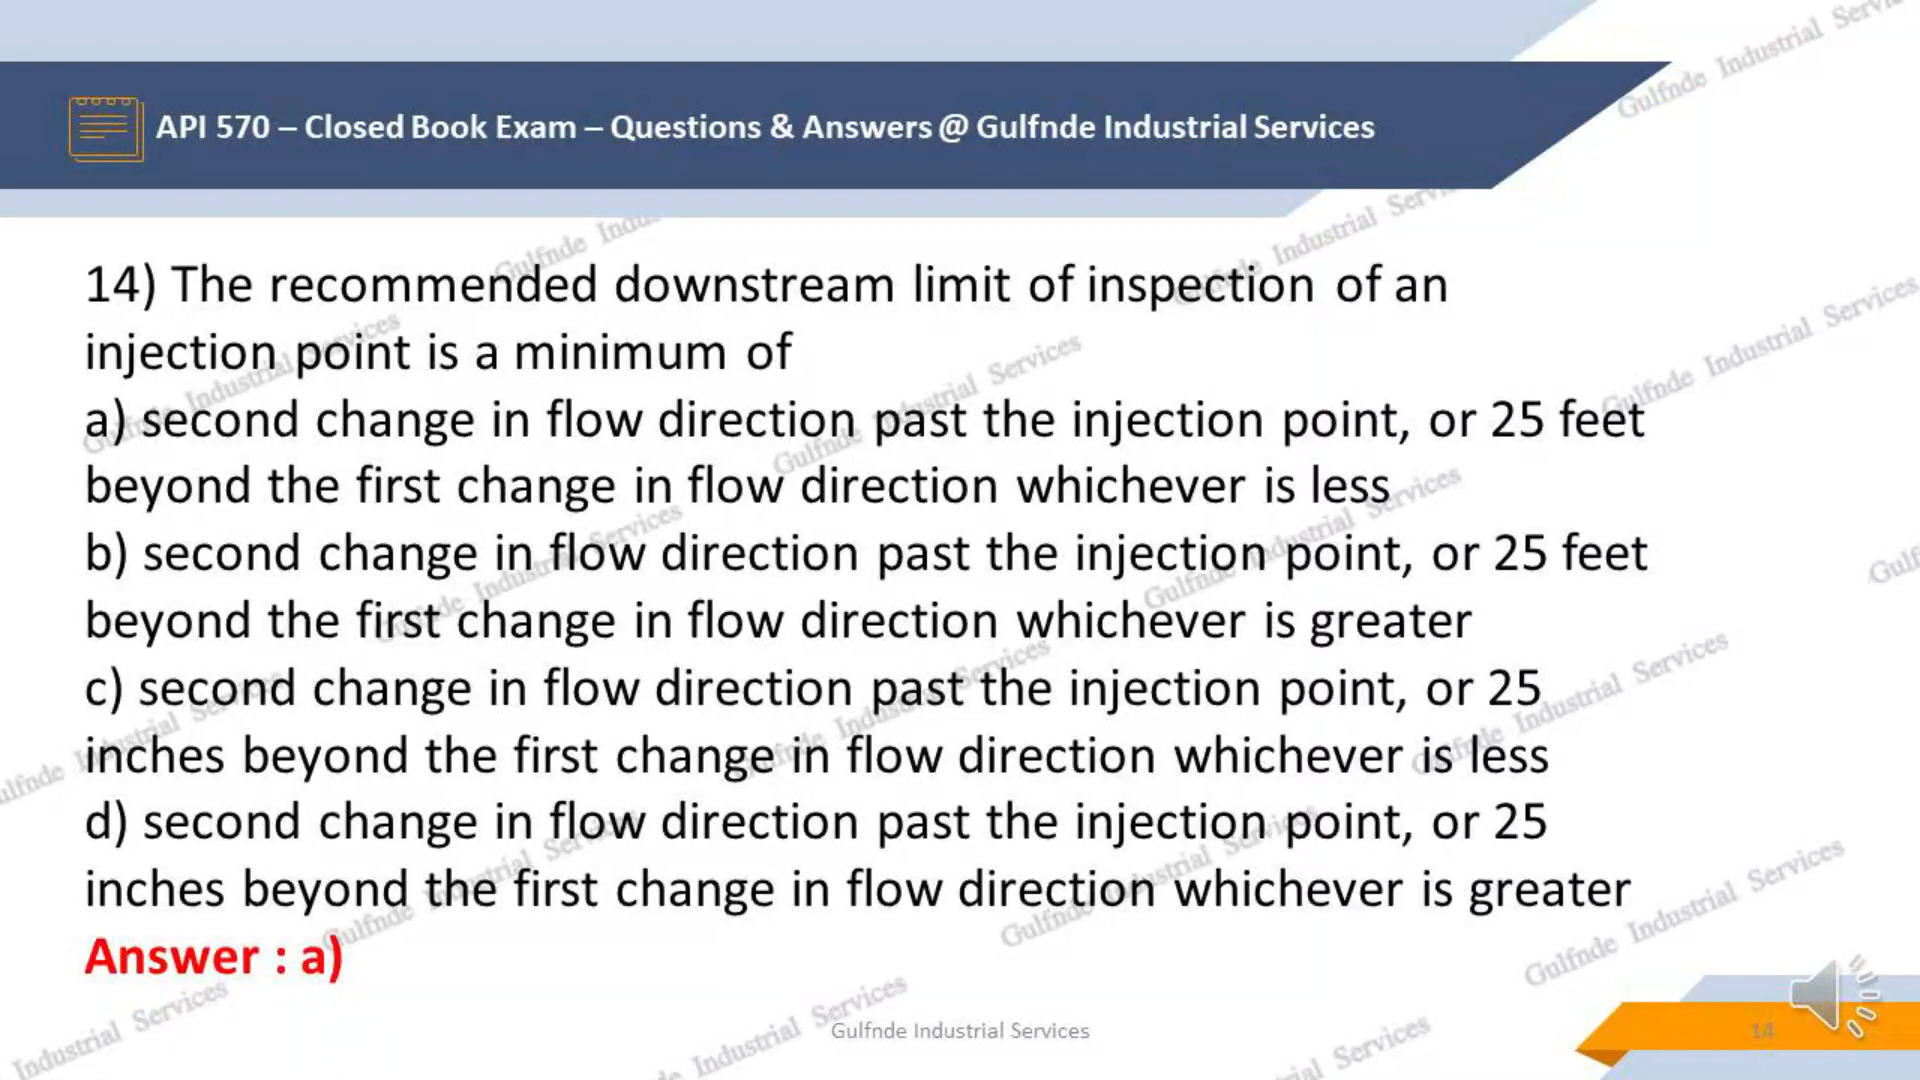 API 570 – Closed Book Exam – Questions & Answers @ Gulfnde Industrial Services
14) The recommended downstream limit of inspection of an
injection point is a minimum of
a) second change in flow direction past the injection point, or 25 feet
beyond the first change in flow direction whichever is less
b) second change in flow direction past the injection point, or 25 feet
beyond the first change in flow direction whichever is greater
c) second change in flow direction past the injection point, or 25
inches beyond the first change in flow direction whichever is less
d) second change in flow direction past the injection point, or 25
inches beyond the first change in flow direction whichever is greater
Answer : a)
Gulfnde Industrial Services
14